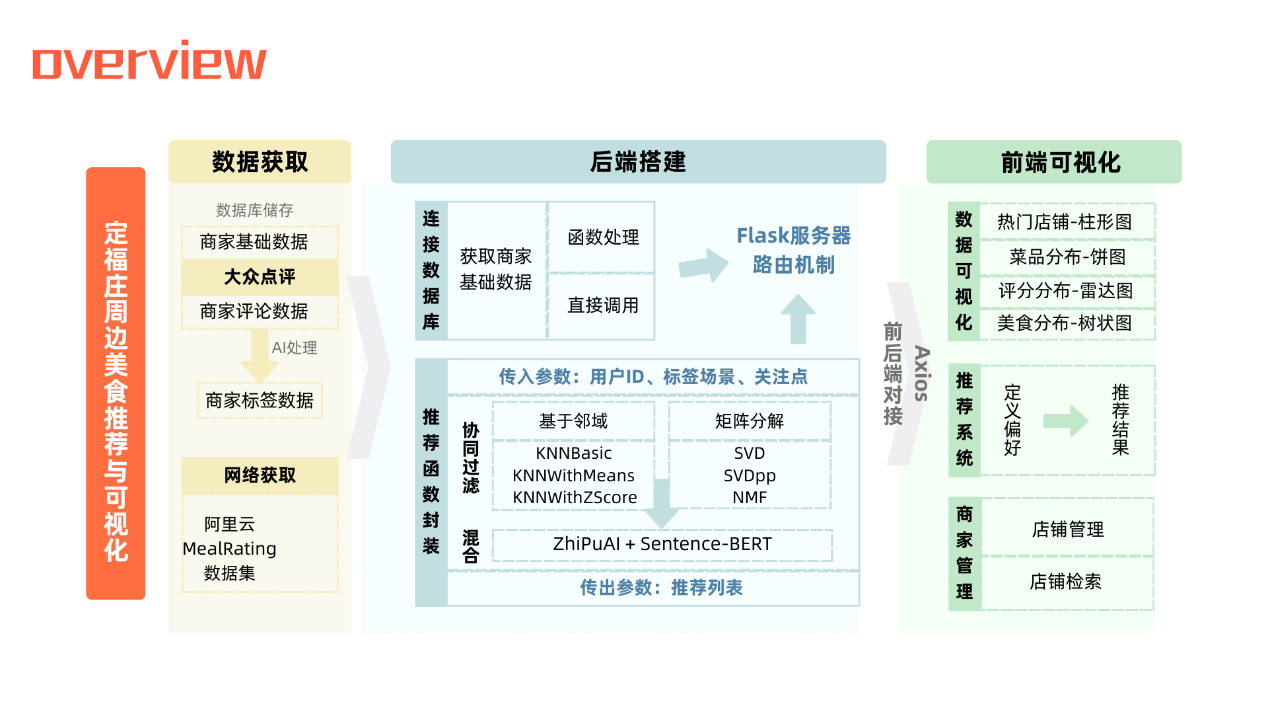 overview
定福庄周边美食推荐与可视化
数据获取
数据库储存
商家基础数据
大众点评
商家评论数据
AI处理
商家标签数据
网络获取
阿里云
MealRating
数据集
后端搭建
连接数据库
获取商家
基础数据
函数处理
直接调用
Flask服务器
路由机制
推荐函数封装
传入参数：用户ID、标签场景、关注点
协同过滤
基于邻域
KNNBasic
KNNWithMeans
KNNWithZScore
矩阵分解
SVD
SVDpp
NMF
混合
ZhiPuAI + Sentence-BERT
传出参数：推荐列表
前后端对接
Axios
前端可视化
数据可视化
热门店铺-柱形图
菜品分布-饼图
评分分布-雷达图
美食分布-树状图
推荐系统
定义偏好
推荐结果
商家管理
店铺管理
店铺检索